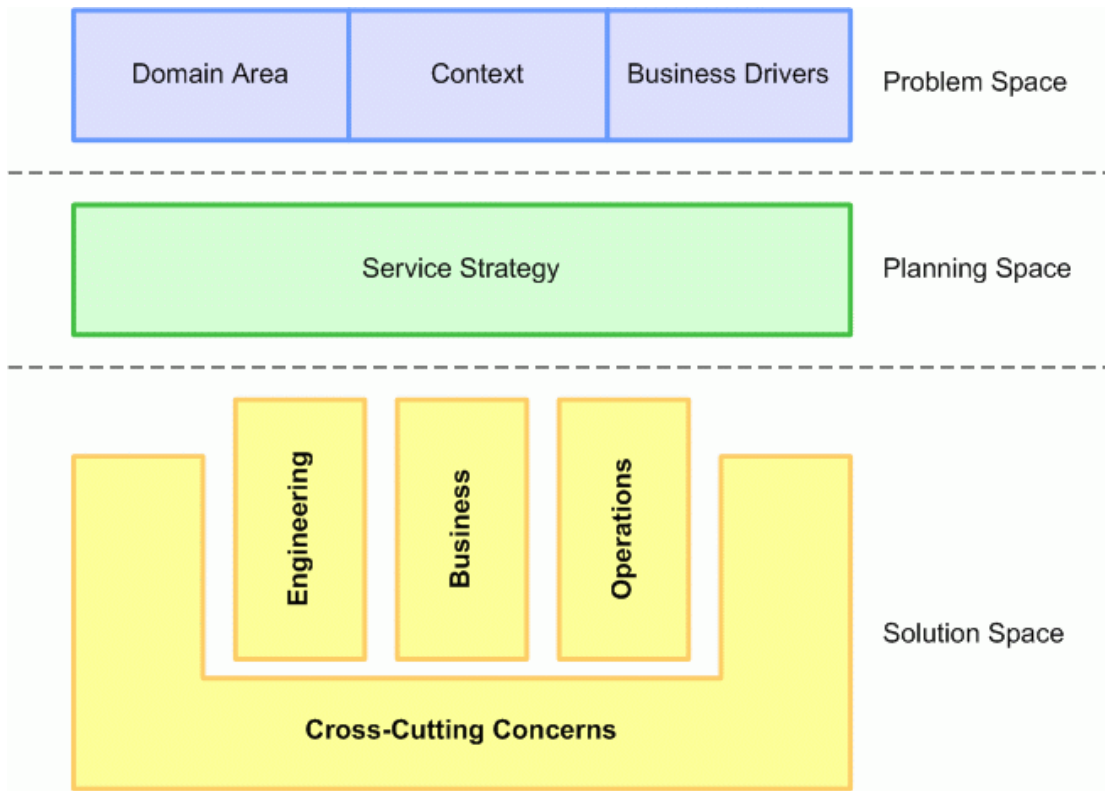 Domain Area
Context
Business Drivers
Problem Space
Service Strategy
Planning Space
Engineering
Business
Operations
Solution Space
Cross-Cutting Concerns